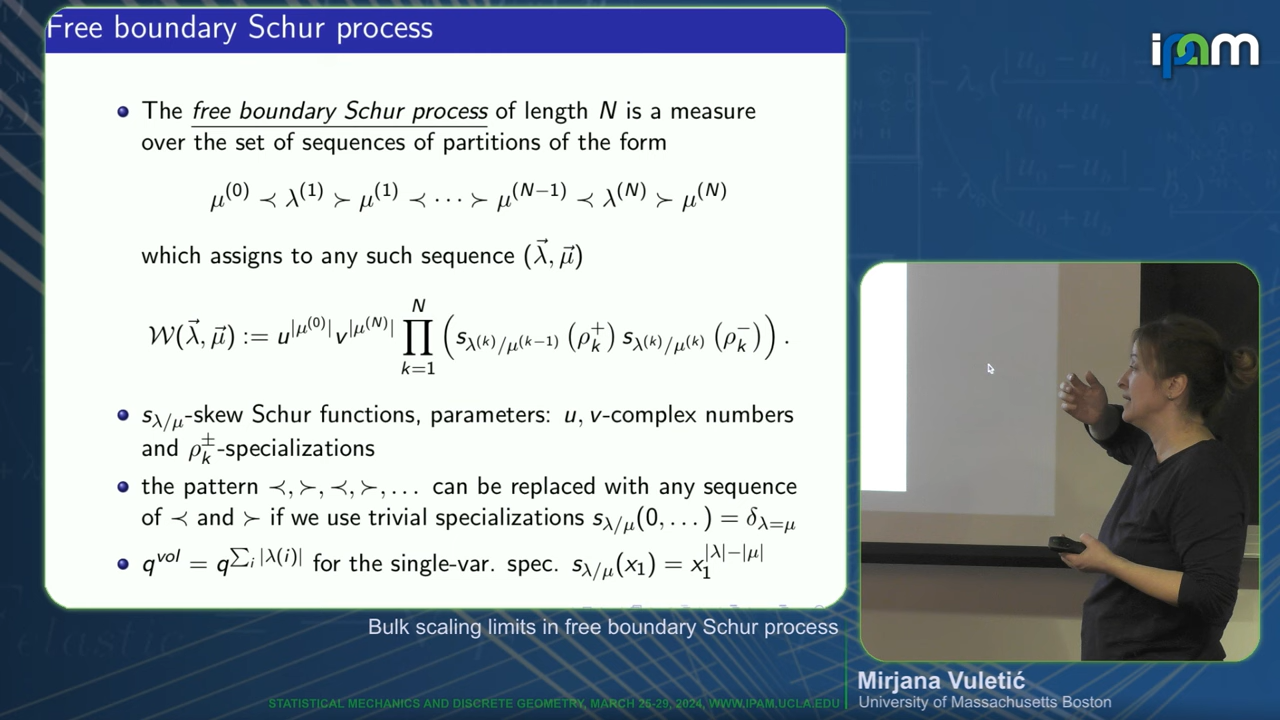 Free boundary Schur process
ipam
• The free boundary Schur process of length N is a measure
over the set of sequences of partitions of the form
μ^{(0)} ≺ λ^{(1)} ≻ μ^{(1)} ≺ ⋯ ≻ μ^{(N−1)} ≺ λ^{(N)} ≻ μ^{(N)}
which assigns to any such sequence (λ⃗, μ⃗)
𝒲(λ⃗, μ⃗) := u^{|μ^{(0)}|} v^{|μ^{(N)}|} ∏_{k=1}^{N} (s_{λ^{(k)}/μ^{(k−1)}} (ρ_k^+) s_{λ^{(k)}/μ^{(k)}} (ρ_k^−)).
• s_{λ/μ}-skew Schur functions, parameters: u, v-complex numbers
and ρ_k^±-specializations
• the pattern ≺, ≻, ≺, ≻, … can be replaced with any sequence
of ≺ and ≻ if we use trivial specializations s_{λ/μ}(0, …) = δ_{λ=μ}
• q^{vol} = q^{∑_i |λ(i)|} for the single-var. spec. s_{λ/μ}(x_1) = x_1^{|λ|−|μ|}
Bulk scaling limits in free boundary Schur process
Mirjana Vuletić
University of Massachusetts Boston
STATISTICAL MECHANICS AND DISCRETE GEOMETRY, MARCH 25-29, 2024, WWW.IPAM.UCLA.EDU
elastic